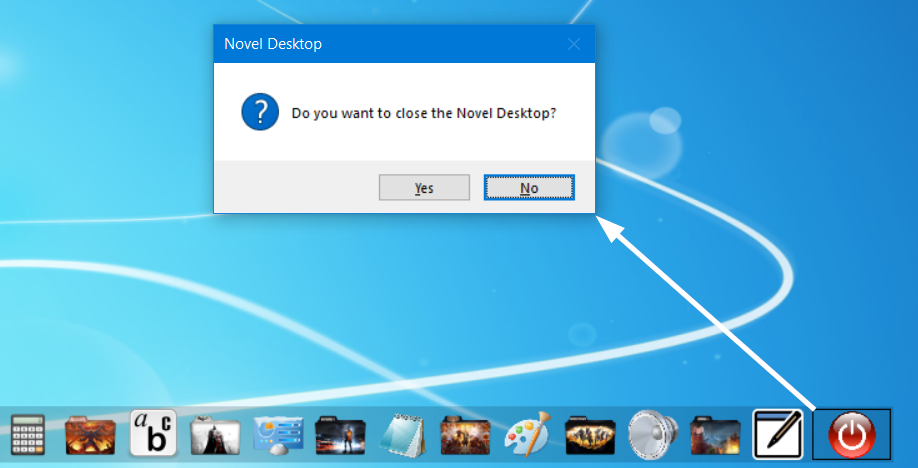 Novel Desktop
Do you want to close the Novel Desktop?
Yes
No
a b c